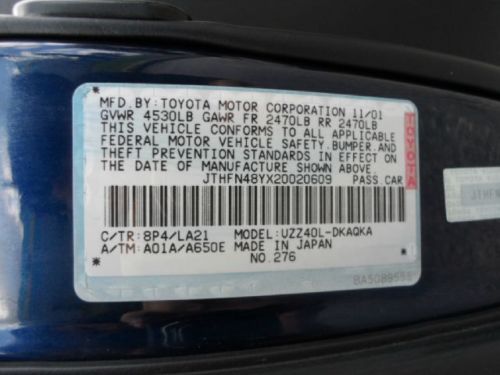 MFD.BY:TOYOTA MOTOR CORPORATION 11/01
GVWR 4530LB GAWR FR 2470LB RR 2470LB
THIS VEHICLE CONFORMS TO ALL APPLICABLE
FEDERAL MOTOR VEHICLE SAFETY.BUMPER.AND
THEFT PREVENTION STANDARDS IN EFFECT ON
THE DATE OF MANUFACTURE SHOWN ABOVE
JTHFN48YX20020609 PASS.CAR
C/TR:8P4/LA21 MODEL:UZZ40L-DKAQKA
A/TM:A01A/A650E MADE IN JAPAN
NO.276
TOYOTA
JTHF